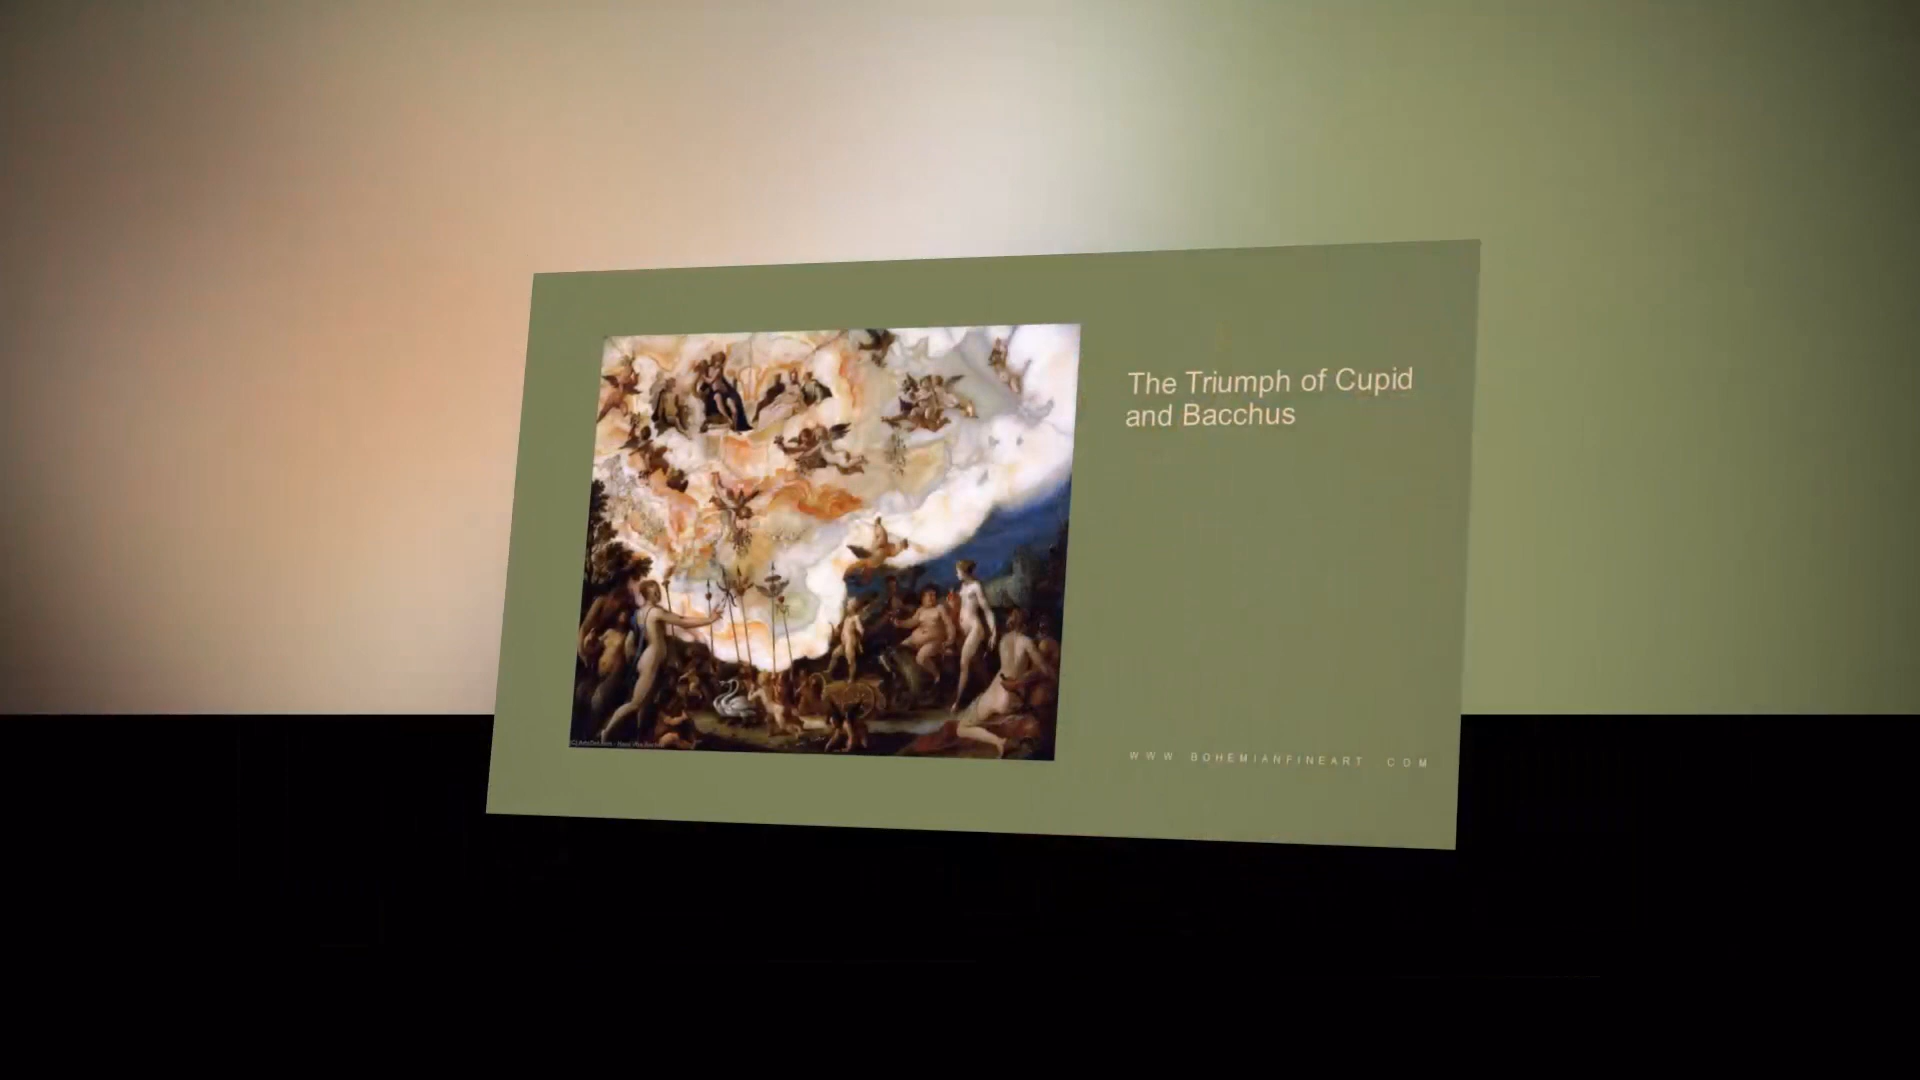 The Triumph of Cupid
and Bacchus
WWW BOHEMIANFINEART .COM